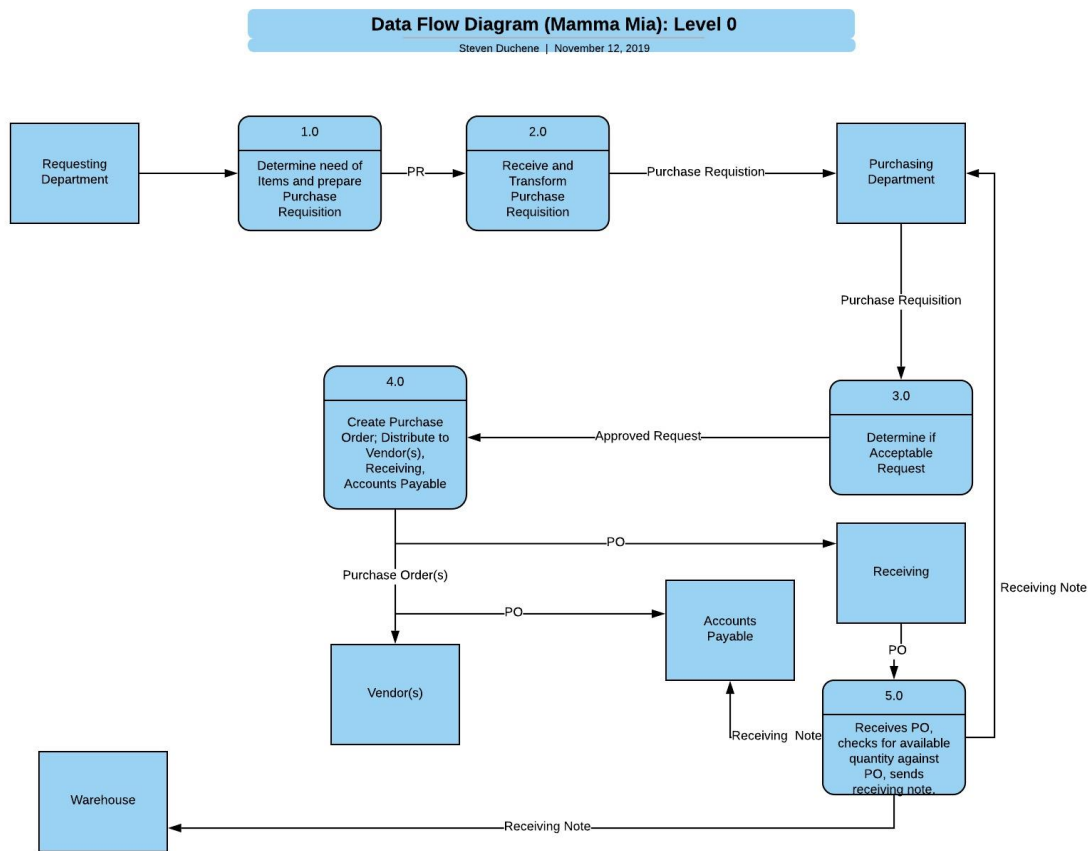 Data Flow Diagram (Mamma Mia): Level 0
Steven Duchene | November 12, 2019
Requesting
Department
1.0
Determine need of
Items and prepare
Purchase
Requisition
PR
2.0
Receive and
Transform
Purchase
Requisition
Purchase Requistion
Purchasing
Department
Purchase Requisition
3.0
Determine if
Acceptable
Request
Approved Request
4.0
Create Purchase
Order; Distribute to
Vendor(s),
Receiving,
Accounts Payable
PO
Receiving
Purchase Order(s)
PO
Accounts
Payable
Receiving Note
PO
Vendor(s)
5.0
Receives PO,
checks for available
quantity against
PO, sends
receiving note.
Receiving Note
Warehouse
Receiving Note